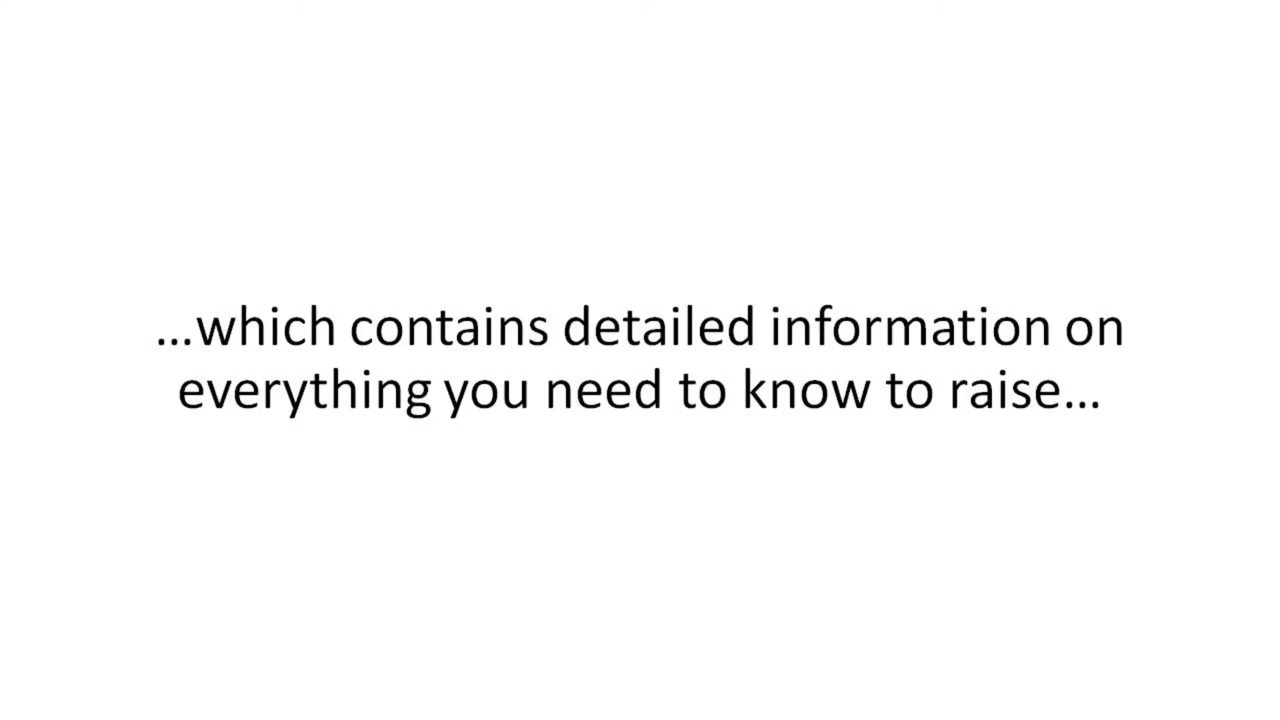 …which contains detailed information on
everything you need to know to raise…